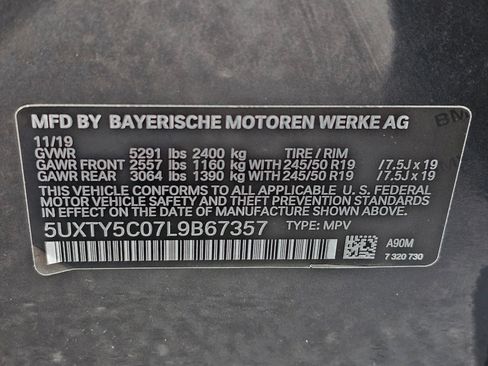 MFD BY BAYERISCHE MOTOREN WERKE AG
11/19
GVWR 5291 lbs 2400 kg TIRE / RIM
GAWR FRONT 2557 lbs 1160 kg WITH 245/50 R19 /7.5J x 19
GAWR REAR 3064 lbs 1390 kg WITH 245/50 R19 /7.5J x 19
THIS VEHICLE CONFORMS TO ALL APPLICABLE U. S. FEDERAL
MOTOR VEHICLE SAFETY AND THEFT PREVENTION STANDARDS
IN EFFECT ON THE DATE OF MANUFACTURE SHOWN ABOVE.
5UXTY5C07L9B67357 TYPE: MPV
A90M
7 320 730